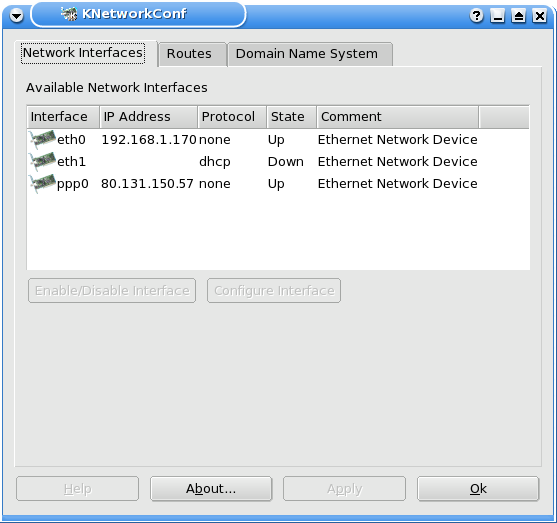 KNetworkConf
?
Network Interfaces Routes Domain Name System
Available Network Interfaces
Interface IP Address Protocol State Comment
eth0 192.168.1.170 none Up Ethernet Network Device
eth1 dhcp Down Ethernet Network Device
ppp0 80.131.150.57 none Up Ethernet Network Device
Enable/Disable Interface Configure Interface
Help About... Apply Ok